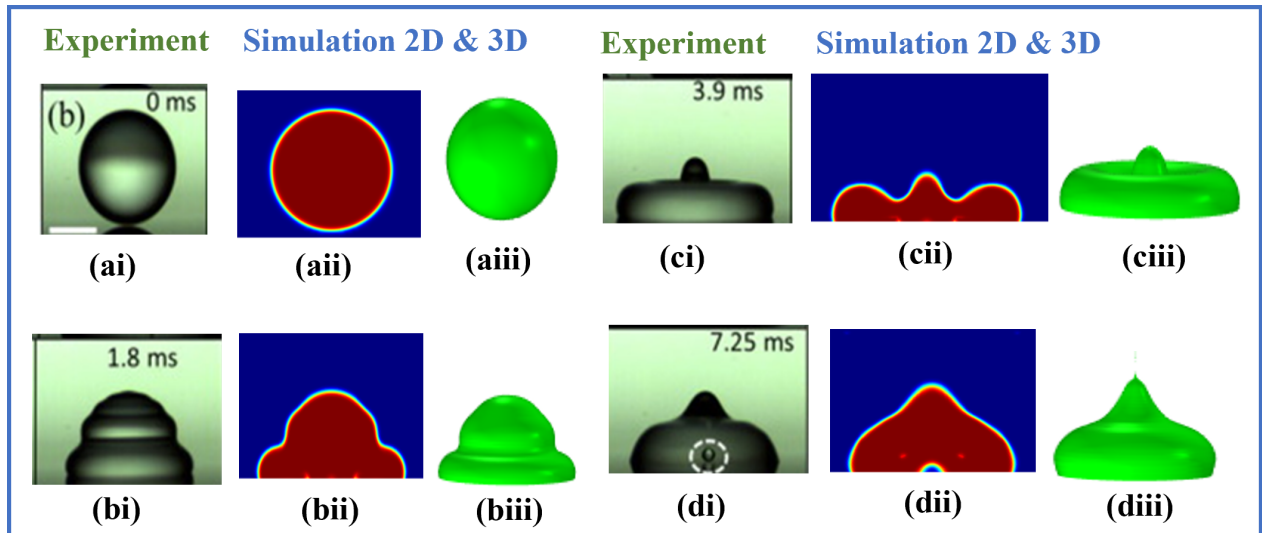 Experiment Simulation 2D & 3D Experiment Simulation 2D & 3D
(b) 0 ms 3.9 ms
(ai) (aii) (aiii) (ci) (cii) (ciii)
1.8 ms 7.25 ms
(bi) (bii) (biii) (di) (dii) (diii)